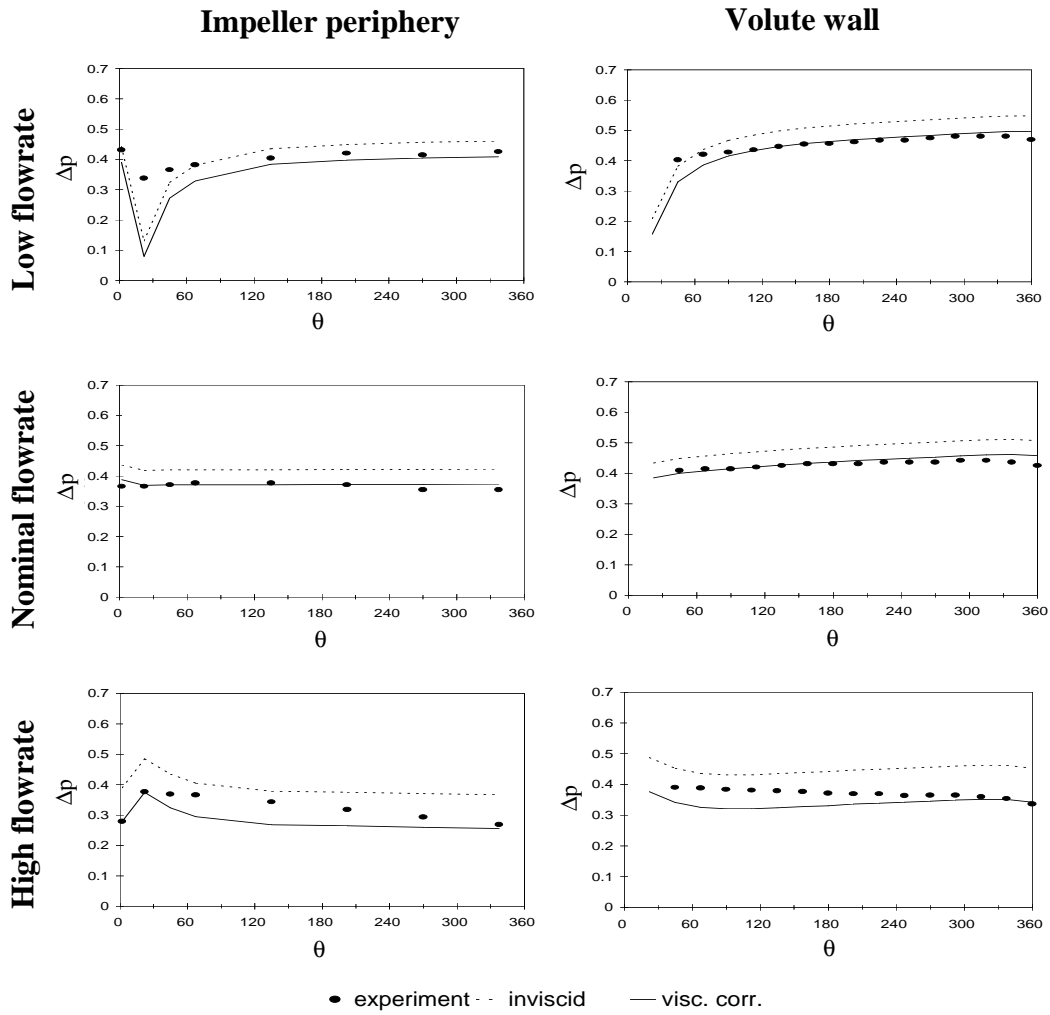 Impeller periphery
Volute wall
Low flowrate
Δp
0.7
0.6
0.5
0.4
0.3
0.2
0.1
0
0 60 120 180 240 300 360
θ
Δp
0.7
0.6
0.5
0.4
0.3
0.2
0.1
0
0 60 120 180 240 300 360
θ
Nominal flowrate
Δp
0.7
0.6
0.5
0.4
0.3
0.2
0.1
0
0 60 120 180 240 300 360
θ
Δp
0.7
0.6
0.5
0.4
0.3
0.2
0.1
0
0 60 120 180 240 300 360
θ
High flowrate
Δp
0.7
0.6
0.5
0.4
0.3
0.2
0.1
0
0 60 120 180 240 300 360
θ
Δp
0.7
0.6
0.5
0.4
0.3
0.2
0.1
0
0 60 120 180 240 300 360
θ
experiment inviscid visc. corr.